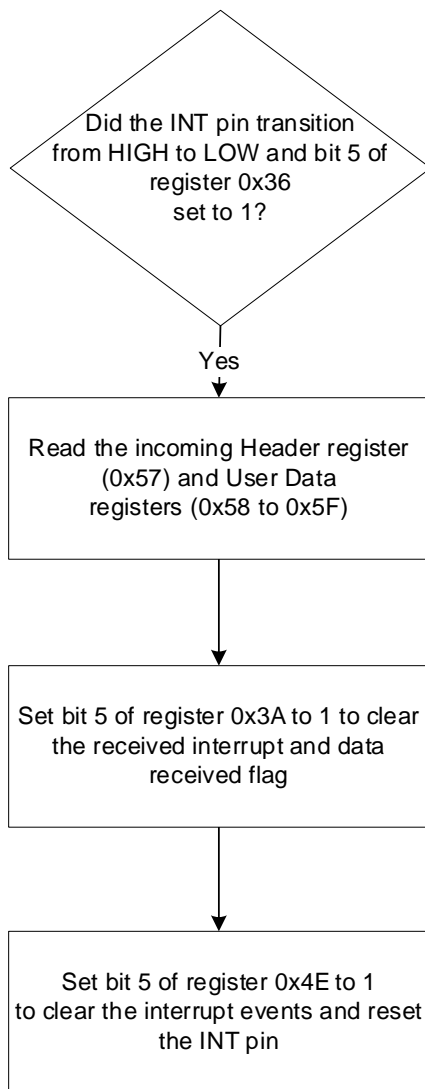 Did the INT pin transition
from HIGH to LOW and bit 5 of
register 0x36
set to 1?
Yes
Read the incoming Header register
(0x57) and User Data
registers (0x58 to 0x5F)
Set bit 5 of register 0x3A to 1 to clear
the received interrupt and data
received flag
Set bit 5 of register 0x4E to 1
to clear the interrupt events and reset
the INT pin